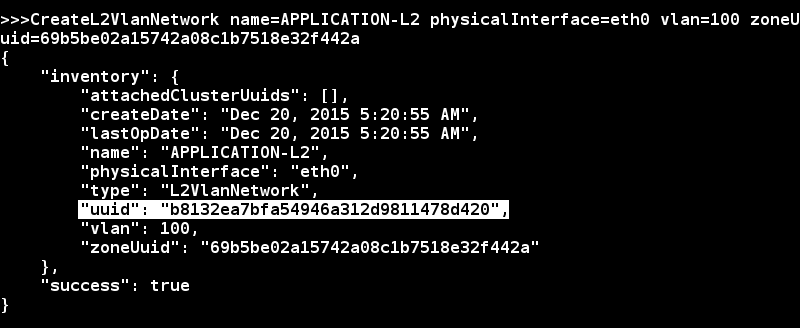 >>>CreateL2VlanNetwork name=APPLICATION-L2 physicalInterface=eth0 vlan=100 zoneU
uid=69b5be02a15742a08c1b7518e32f442a
{
    "inventory": {
        "attachedClusterUuids": [],
        "createDate": "Dec 20, 2015 5:20:55 AM",
        "lastOpDate": "Dec 20, 2015 5:20:55 AM",
        "name": "APPLICATION-L2",
        "physicalInterface": "eth0",
        "type": "L2VlanNetwork",
        "uuid": "b8132ea7bfa54946a312d9811478d420",
        "vlan": 100,
        "zoneUuid": "69b5be02a15742a08c1b7518e32f442a"
    },
    "success": true
}